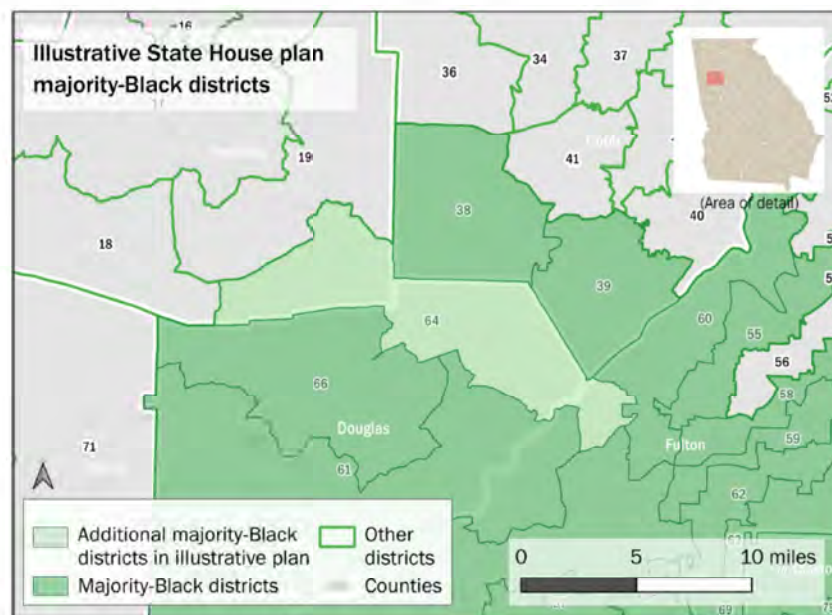 Illustrative State House plan
majority-Black districts
16
36
34
37
19
41
(Area of detail)
40
18
38
39
64
60
55
56
66
58
Douglas
Fulton
59
71
61
62
69
Additional majority-Black
districts in illustrative plan
Other
districts
Majority-Black districts
Counties
0
5
10 miles